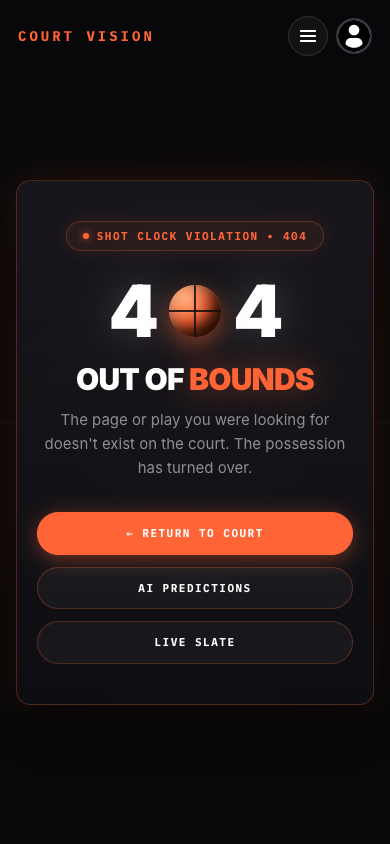 COURT VISION
SHOT CLOCK VIOLATION • 404
4 4
OUT OF BOUNDS
The page or play you were looking for
doesn't exist on the court. The possession
has turned over.
← RETURN TO COURT
AI PREDICTIONS
LIVE SLATE